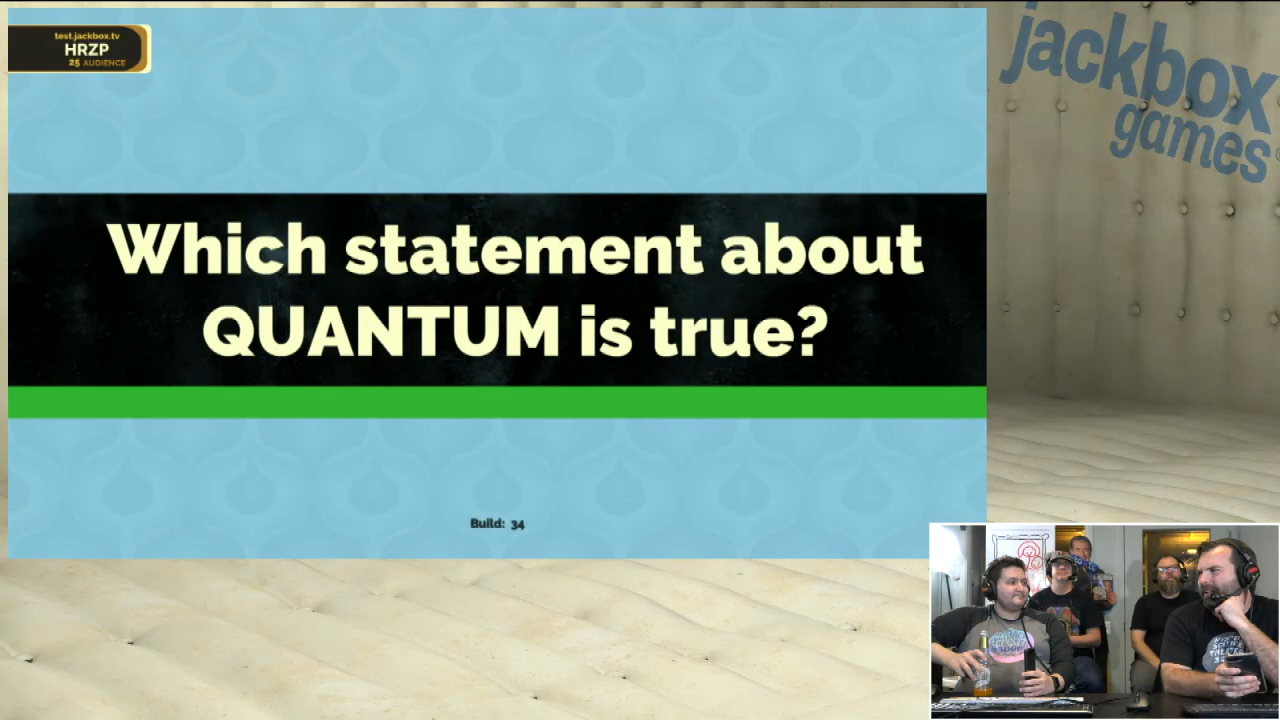 test.jackbox.tv
HRZP
25 AUDIENCE
jackbox
games
Which statement about
QUANTUM is true?
Build: 34